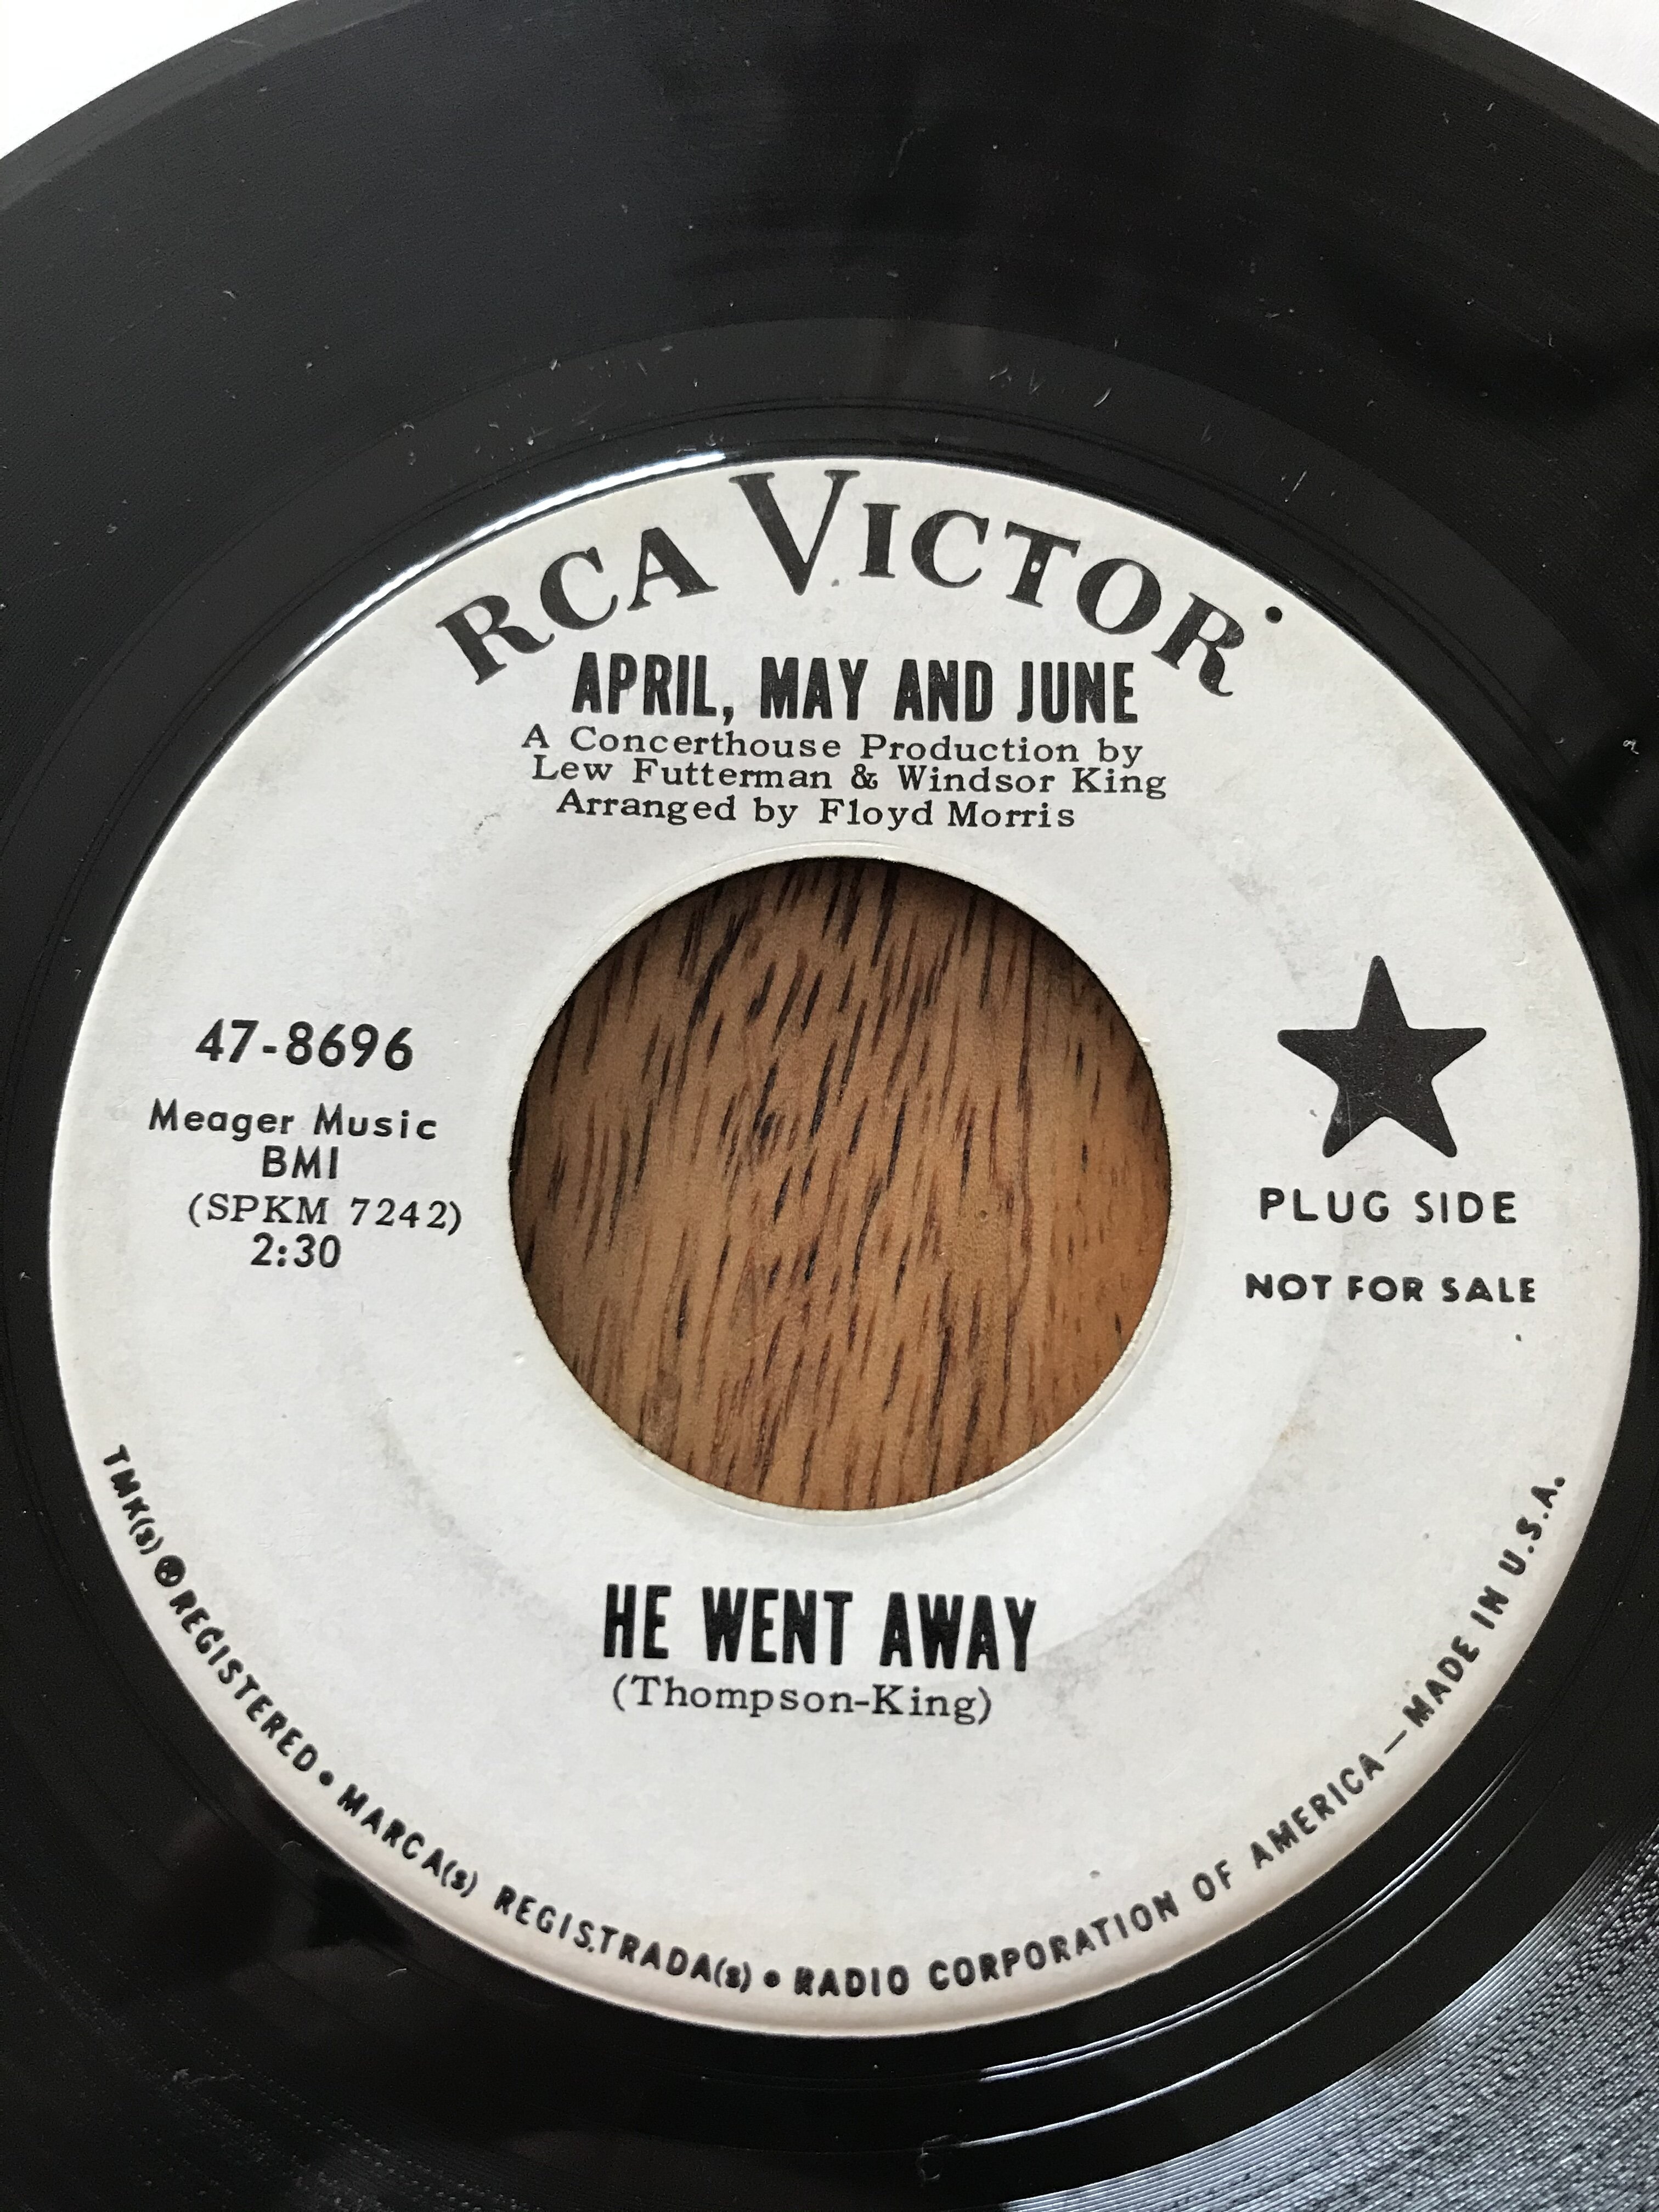 RCA VICTOR
APRIL, MAY AND JUNE
A Concerthouse Production by
Lew Futterman & Windsor King
Arranged by Floyd Morris
47-8696
Meager Music
BMI
(SPKM 7242)
2:30
PLUG SIDE
NOT FOR SALE
HE WENT AWAY
(Thompson-King)
TMK(s) ® REGISTERED • MARCA(s) REGISTRADA(s) • RADIO CORPORATION OF AMERICA—MADE IN U.S.A.